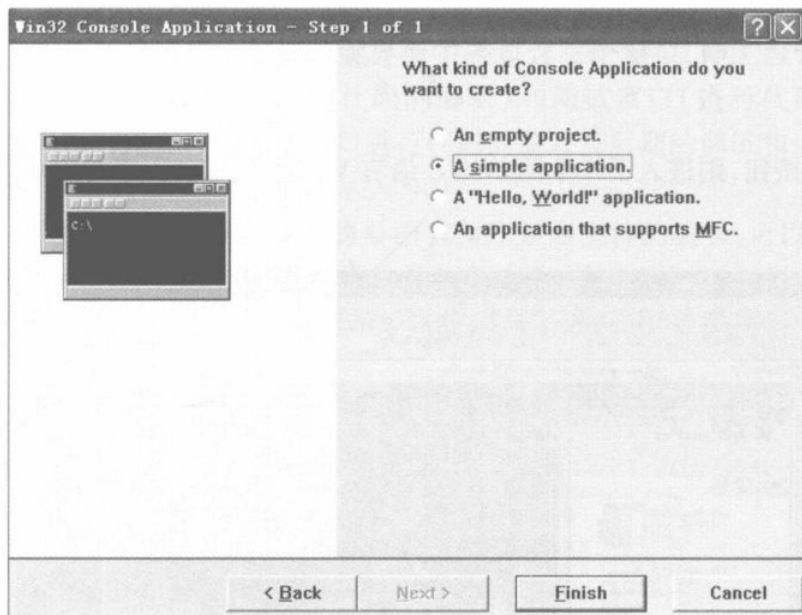 Win32 Console Application - Step 1 of 1
What kind of Console Application do you
want to create?
An empty project.
A simple application.
A "Hello, World!" application.
An application that supports MFC.
C:\
< Back
Next >
Finish
Cancel